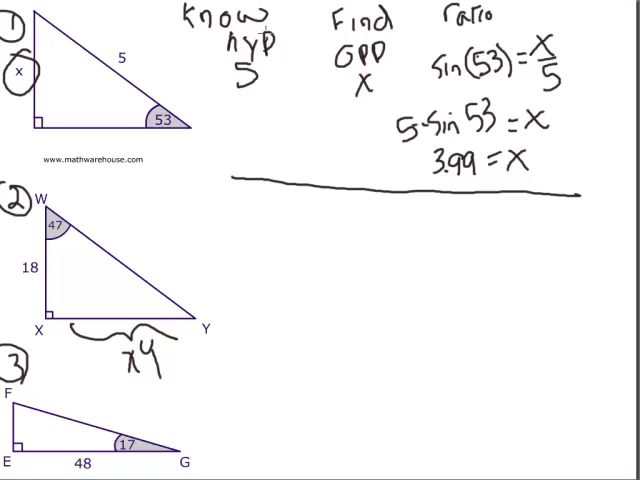 1 Know Find ratio
hyp opp sin(53) = x/5
5 x
x 5 53
5·sin 53 = x
3.99 = x
www.mathwarehouse.com
2 W
47
18
X Y
xy
3
F
17
E 48 G